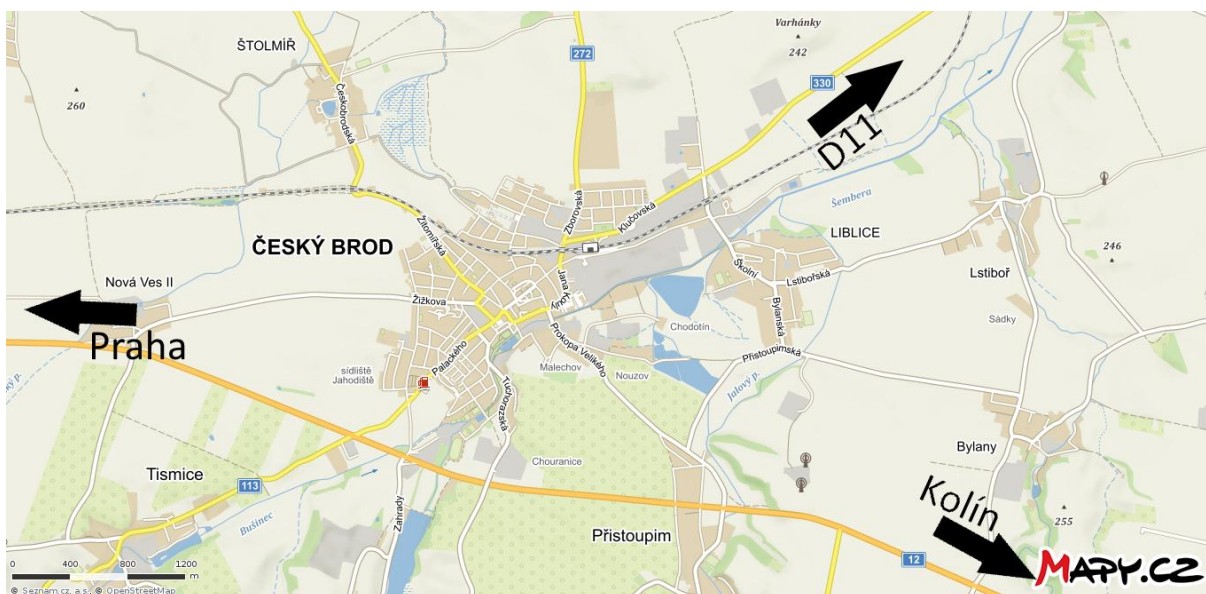 ŠTOLMÍŘ
272
Varhánky
242
330
260
Českobrodská
D11
Zborovská
Klučovská
Šembera
Žitomířská
ČESKÝ BROD
LIBLICE
246
Nová Ves II
Jana Kouly
Školní
Lstibořská
Lstiboř
Žižkova
Bylanská
Sádky
Praha
Palackého
Prokopa Velikého
Chodotín
Přistoupimská
sídliště
Jahodiště
Malechov
Nouzov
Jalový p.
Tuchorazská
Tismice
113
Chouranice
Bylany
Zahrady
Kolín
Bušinec
Přistoupim
255
12
0 400 800 1200
m
MAPY.CZ
© Seznam.cz, a.s., © OpenStreetMap